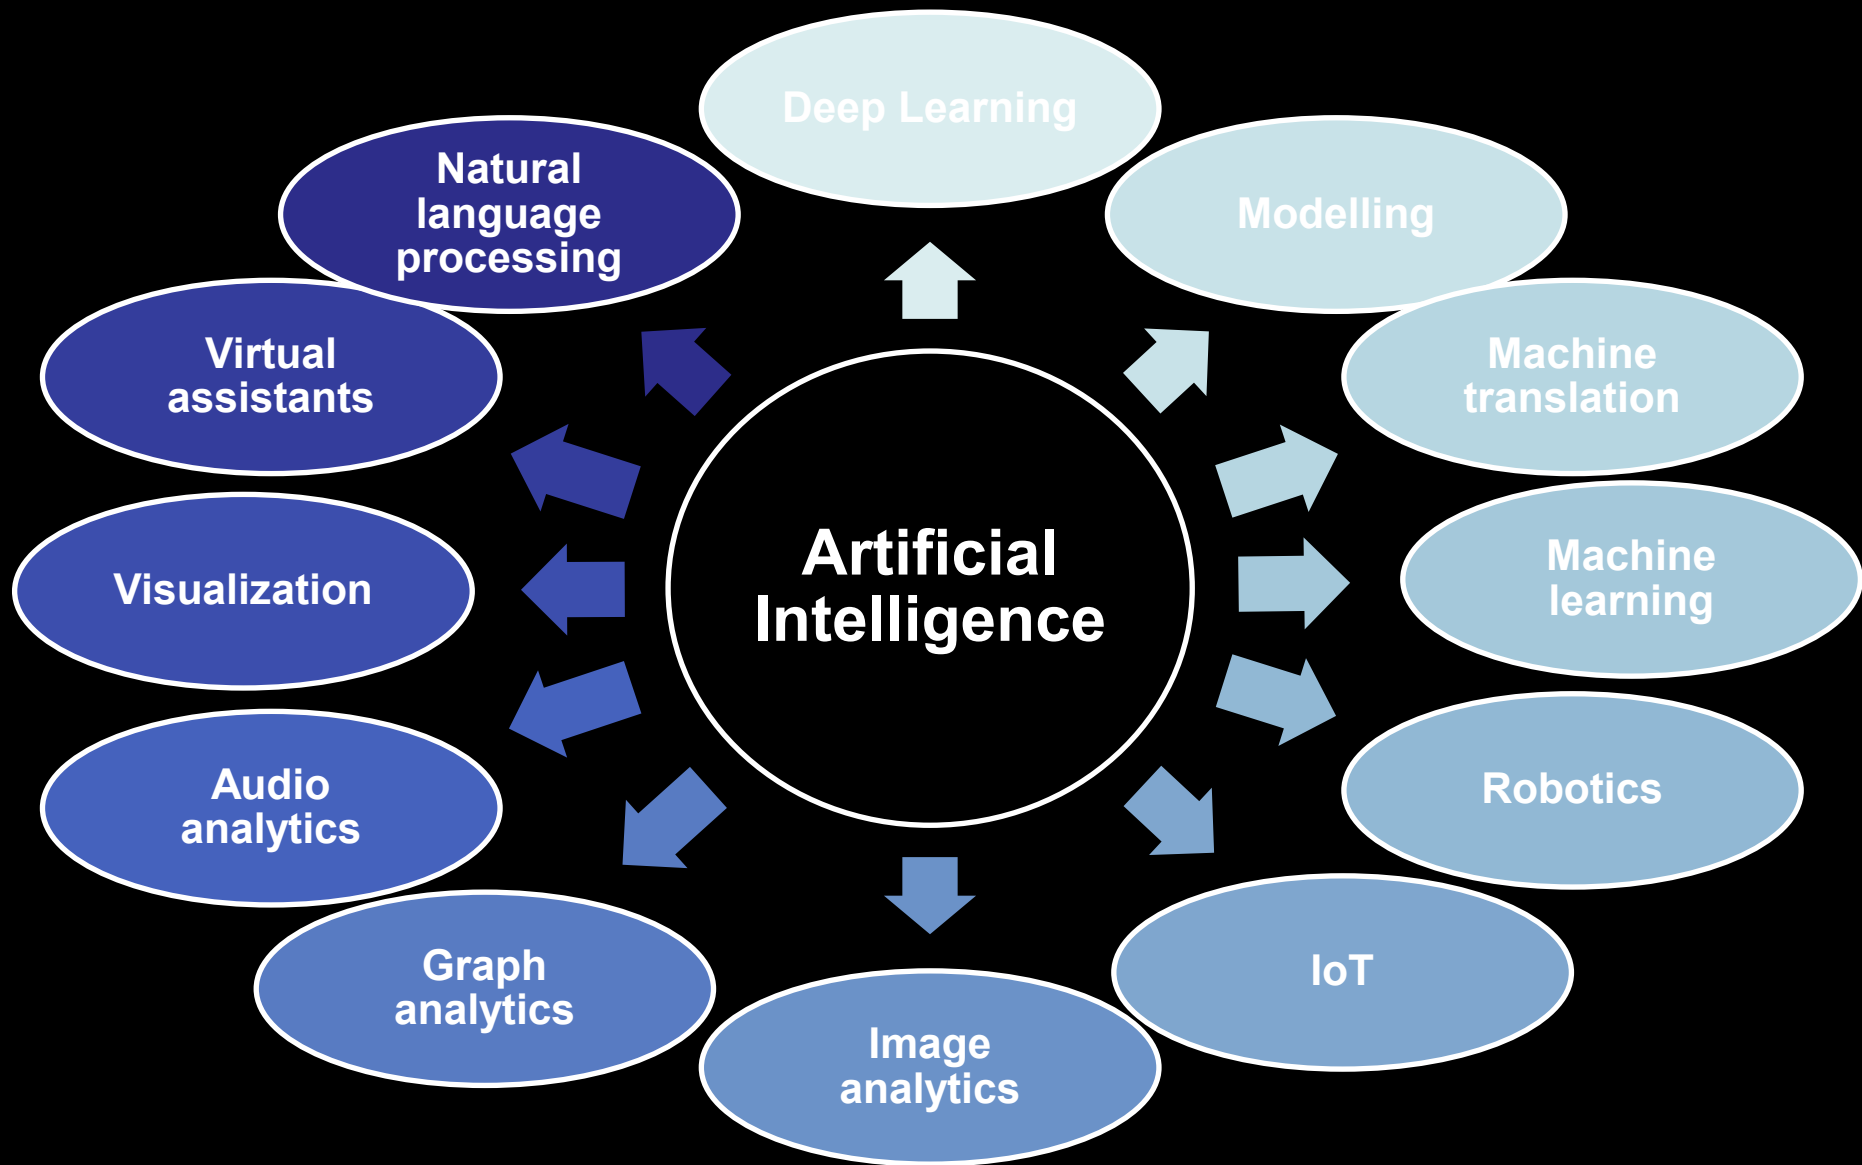 Deep Learning
Modelling
Machine
translation
Machine
learning
Robotics
IoT
Image
analytics
Graph
analytics
Audio
analytics
Visualization
Virtual
assistants
Natural
language
processing
Artificial
Intelligence